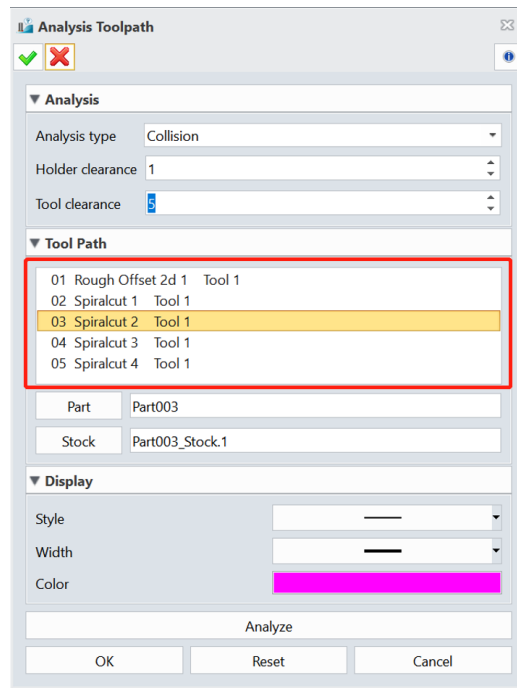 Analysis Toolpath
Analysis
Analysis type Collision
Holder clearance 1
Tool clearance 5
Tool Path
01 Rough Offset 2d 1 Tool 1
02 Spiralcut 1 Tool 1
03 Spiralcut 2 Tool 1
04 Spiralcut 3 Tool 1
05 Spiralcut 4 Tool 1
Part Part003
Stock Part003_Stock.1
Display
Style
Width
Color
Analyze
OK Reset Cancel